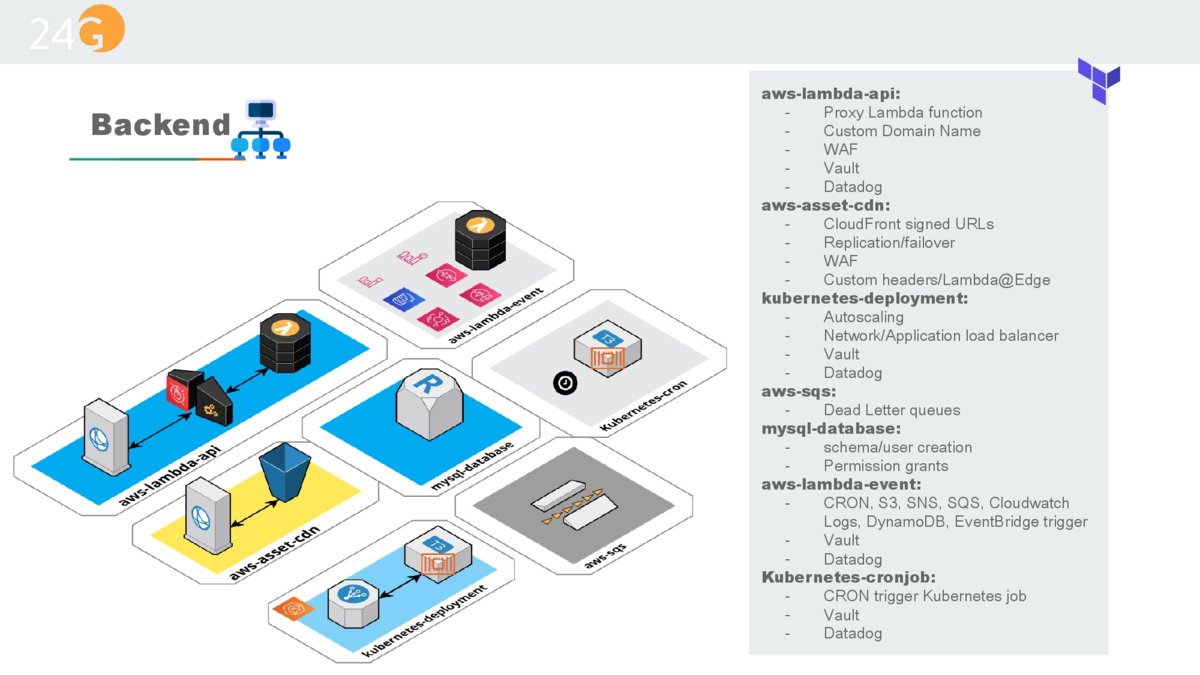 24G
Backend
aws-lambda-event
Kubernetes-cron
aws-lambda-api
mysql-database
aws-asset-cdn
aws-sqs
kubernetes-deployment
R
T3
T3
aws-lambda-api:
- Proxy Lambda function
- Custom Domain Name
- WAF
- Vault
- Datadog
aws-asset-cdn:
- CloudFront signed URLs
- Replication/failover
- WAF
- Custom headers/Lambda@Edge
kubernetes-deployment:
- Autoscaling
- Network/Application load balancer
- Vault
- Datadog
aws-sqs:
- Dead Letter queues
mysql-database:
- schema/user creation
- Permission grants
aws-lambda-event:
- CRON, S3, SNS, SQS, Cloudwatch
Logs, DynamoDB, EventBridge trigger
- Vault
- Datadog
Kubernetes-cronjob:
- CRON trigger Kubernetes job
- Vault
- Datadog